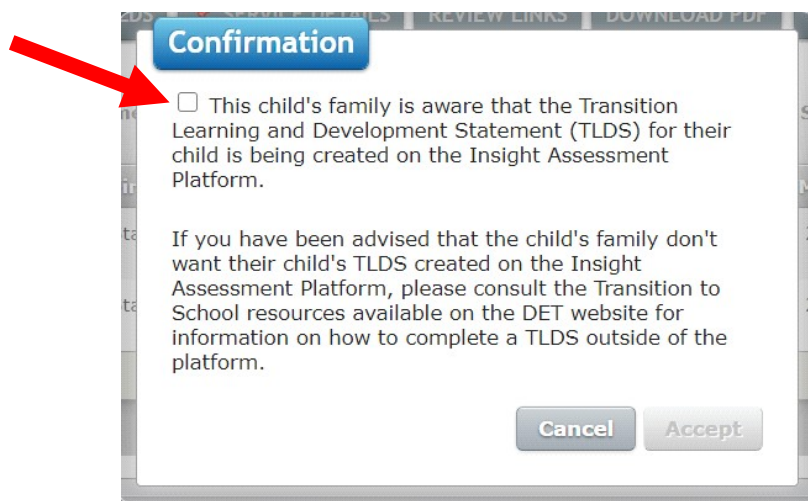 2DS SERVICE DETAILS REVIEW LINKS DOWNLOAD PDF
Confirmation
This child's family is aware that the Transition
Learning and Development Statement (TLDS) for their
child is being created on the Insight Assessment
Platform.
If you have been advised that the child's family don't
want their child's TLDS created on the Insight
Assessment Platform, please consult the Transition to
School resources available on the DET website for
information on how to complete a TLDS outside of the
platform.
Cancel Accept